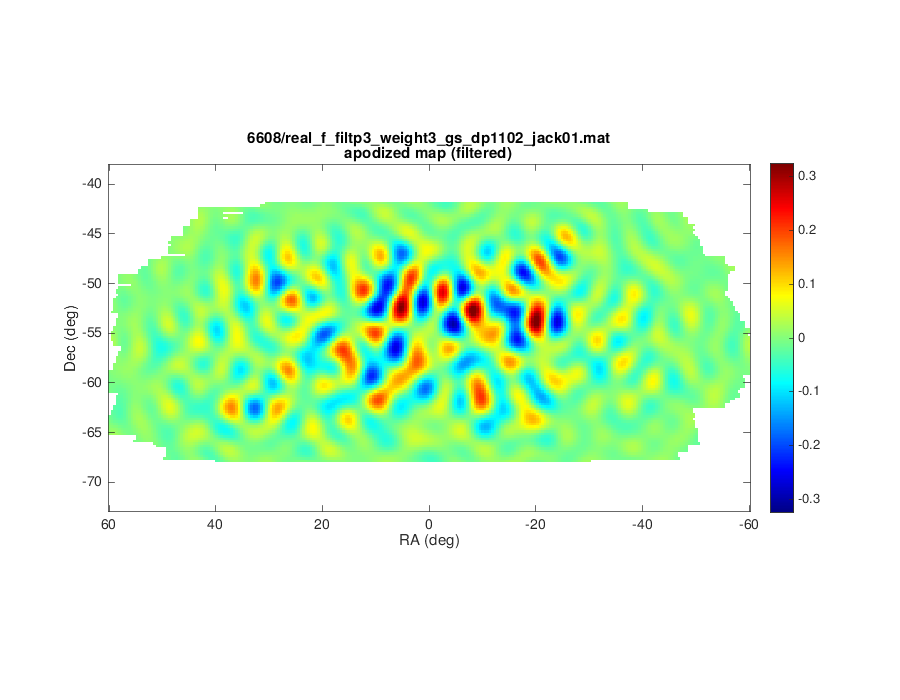 6608/real_f_filtp3_weight3_gs_dp1102_jack01.mat
apodized map (filtered)
-40
-45
-50
-55
-60
-65
-70
Dec (deg)
60 40 20 0 -20 -40 -60
RA (deg)
0.3
0.2
0.1
0
-0.1
-0.2
-0.3